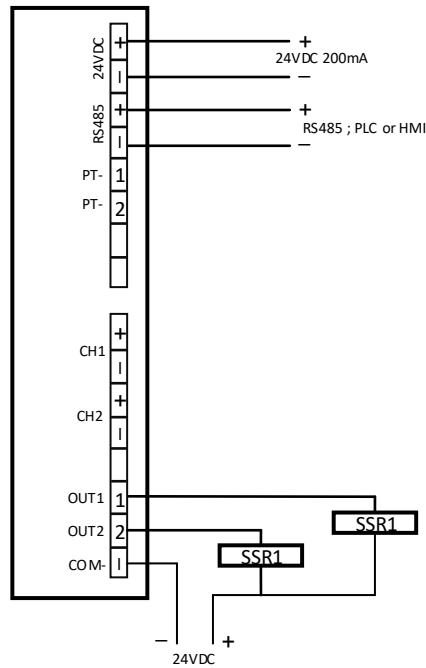 24VDC
+
−
+
24VDC 200mA
−
RS485
+
−
+
RS485 ; PLC or HMI
−
PT- 1
PT- 2
CH1
+
−
CH2
+
−
OUT1 1
SSR1
OUT2 2
SSR1
COM- −
− +
24VDC